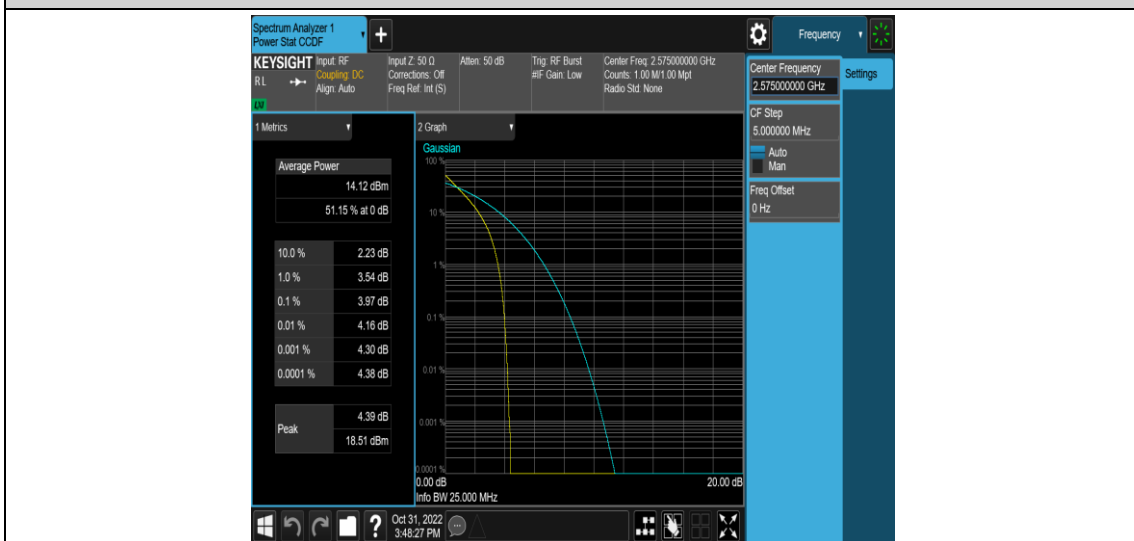 Spectrum Analyzer 1
Power Stat CCDF
+
Frequency
KEYSIGHT
RL
LXI
Input: RF
Coupling: DC
Align: Auto
Input Z: 50 Ω
Corrections: Off
Freq Ref: Int (S)
Atten: 50 dB
Trig: RF Burst
#IF Gain: Low
Center Freq: 2.575000000 GHz
Counts: 1.00 M/1.00 Mpt
Radio Std: None
Center Frequency
2.575000000 GHz
Settings
CF Step
5.000000 MHz
Auto
Man
Freq Offset
0 Hz
1 Metrics
Average Power
14.12 dBm
51.15 % at 0 dB
10.0 % 2.23 dB
1.0 % 3.54 dB
0.1 % 3.97 dB
0.01 % 4.16 dB
0.001 % 4.30 dB
0.0001 % 4.38 dB
Peak
4.39 dB
18.51 dBm
2 Graph
Gaussian
100 %
10 %
1 %
0.1 %
0.01 %
0.001 %
0.0001 %
0.00 dB 20.00 dB
Info BW 25.000 MHz
?
Oct 31, 2022
3:48:27 PM